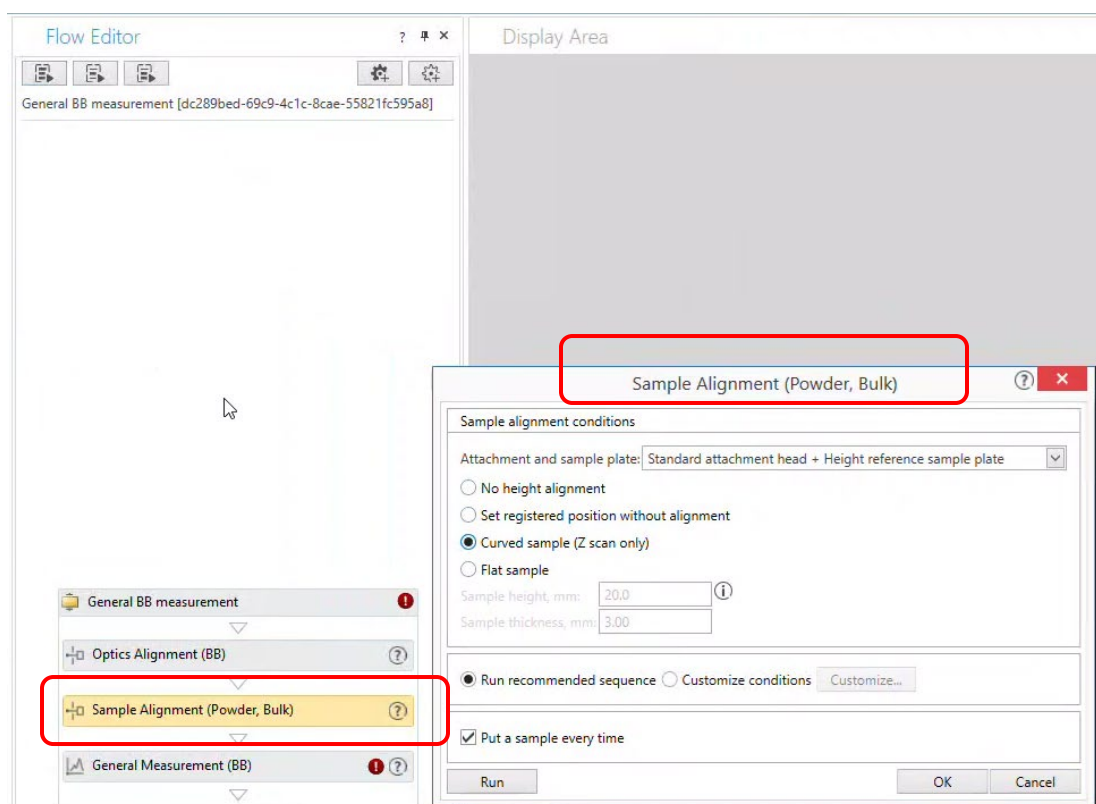 Flow Editor
Display Area
General BB measurement [dc289bed-69c9-4c1c-8cae-55821fc595a8]
Sample Alignment (Powder, Bulk)
Sample alignment conditions
Attachment and sample plate: Standard attachment head + Height reference sample plate
No height alignment
Set registered position without alignment
Curved sample (Z scan only)
Flat sample
Sample height, mm: 20.0
Sample thickness, mm: 3.00
Run recommended sequence Customize conditions Customize...
Put a sample every time
Run OK Cancel
General BB measurement
Optics Alignment (BB)
Sample Alignment (Powder, Bulk)
General Measurement (BB)